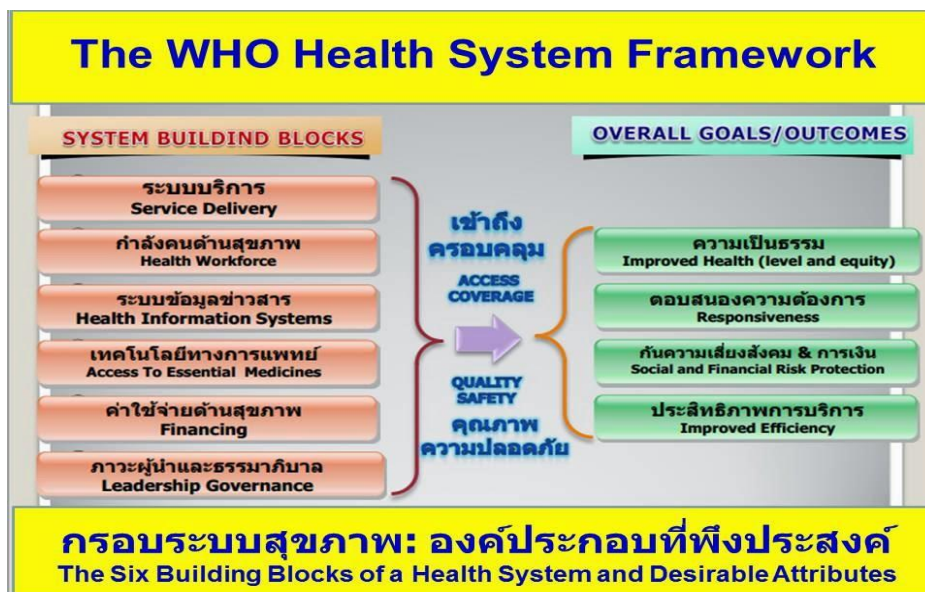 The WHO Health System Framework
SYSTEM BUILDIND BLOCKS
ระบบบริการ
Service Delivery
กำลังคนด้านสุขภาพ
Health Workforce
ระบบข้อมูลข่าวสาร
Health Information Systems
เทคโนโลยีทางการแพทย์
Access To Essential Medicines
ค่าใช้จ่ายด้านสุขภาพ
Financing
ภาวะผู้นำและธรรมาภิบาล
Leadership Governance
เข้าถึง
ครอบคลุม
ACCESS
COVERAGE
QUALITY
SAFETY
คุณภาพ
ความปลอดภัย
OVERALL GOALS/OUTCOMES
ความเป็นธรรม
Improved Health (level and equity)
ตอบสนองความต้องการ
Responsiveness
กันความเสี่ยงสังคม & การเงิน
Social and Financial Risk Protection
ประสิทธิภาพการบริการ
Improved Efficiency
กรอบระบบสุขภาพ: องค์ประกอบที่พึงประสงค์
The Six Building Blocks of a Health System and Desirable Attributes